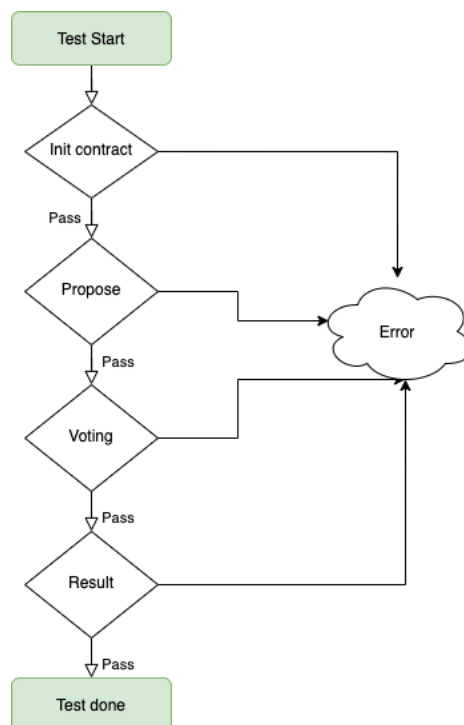 Test Start
Init contract
Pass
Propose
Error
Pass
Voting
Pass
Result
Pass
Test done